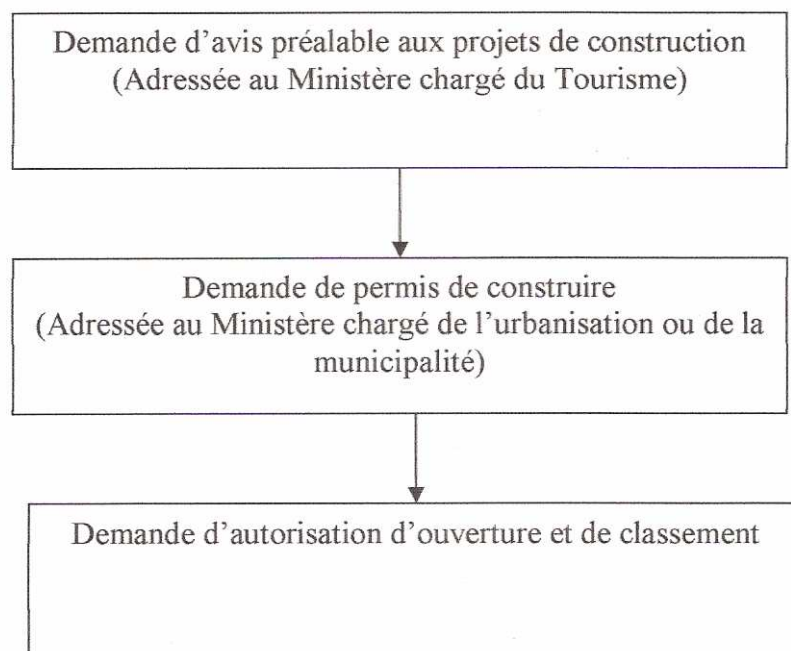 Demande d'avis préalable aux projets de construction
(Adressée au Ministère chargé du Tourisme)
Demande de permis de construire
(Adressée au Ministère chargé de l'urbanisation ou de la
municipalité)
Demande d'autorisation d'ouverture et de classement